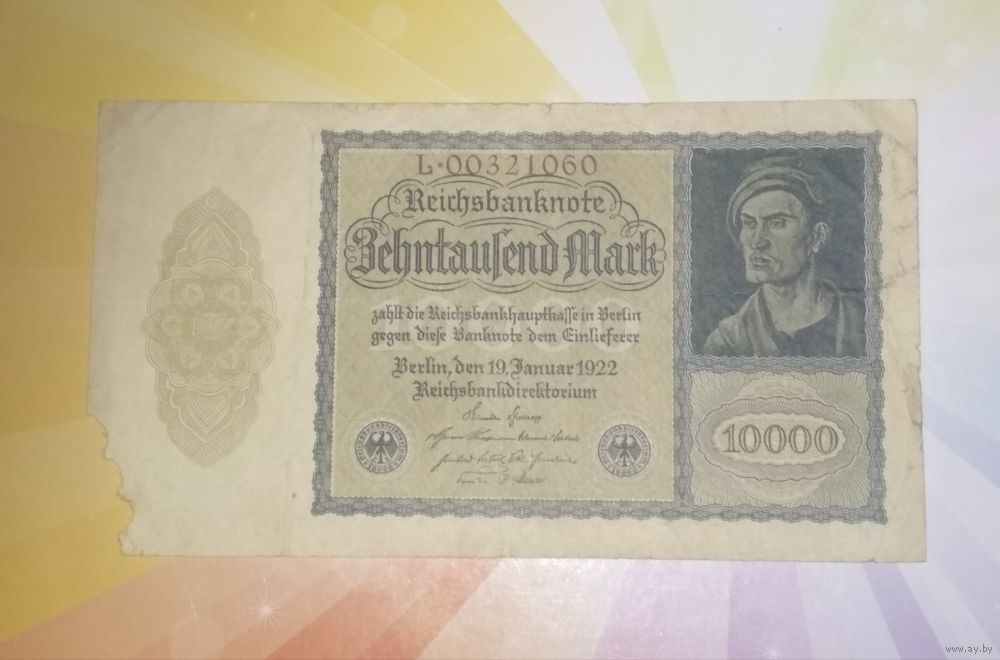 L·00321060
Reichsbanknote
Zehntauſend Mark
zahlt die Reichsbankhauptkaſſe in Berlin
gegen dieſe Banknote dem Einlieferer
Berlin, den 19. Januar 1922
Reichsbankdirektorium
10000
www.ay.by